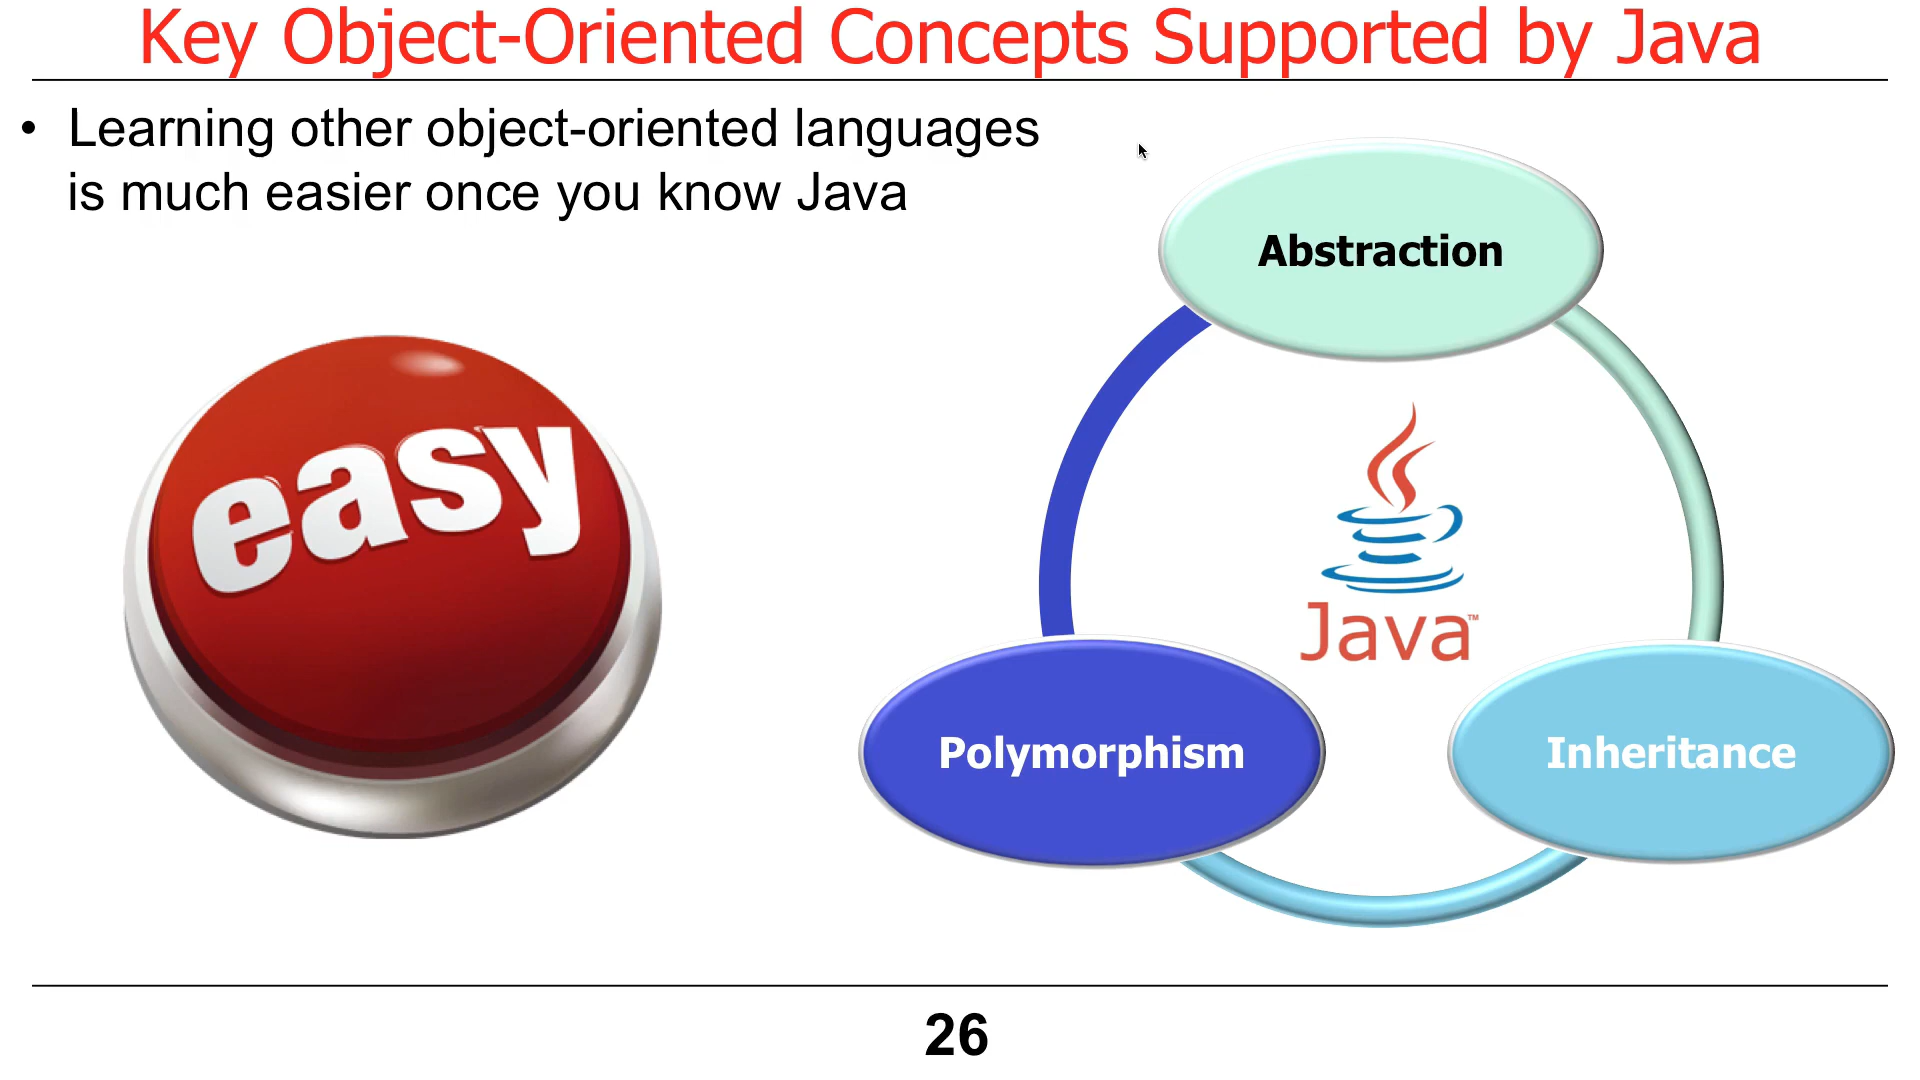 Key Object-Oriented Concepts Supported by Java
• Learning other object-oriented languages
is much easier once you know Java
easy
Abstraction
Java™
Polymorphism
Inheritance
26